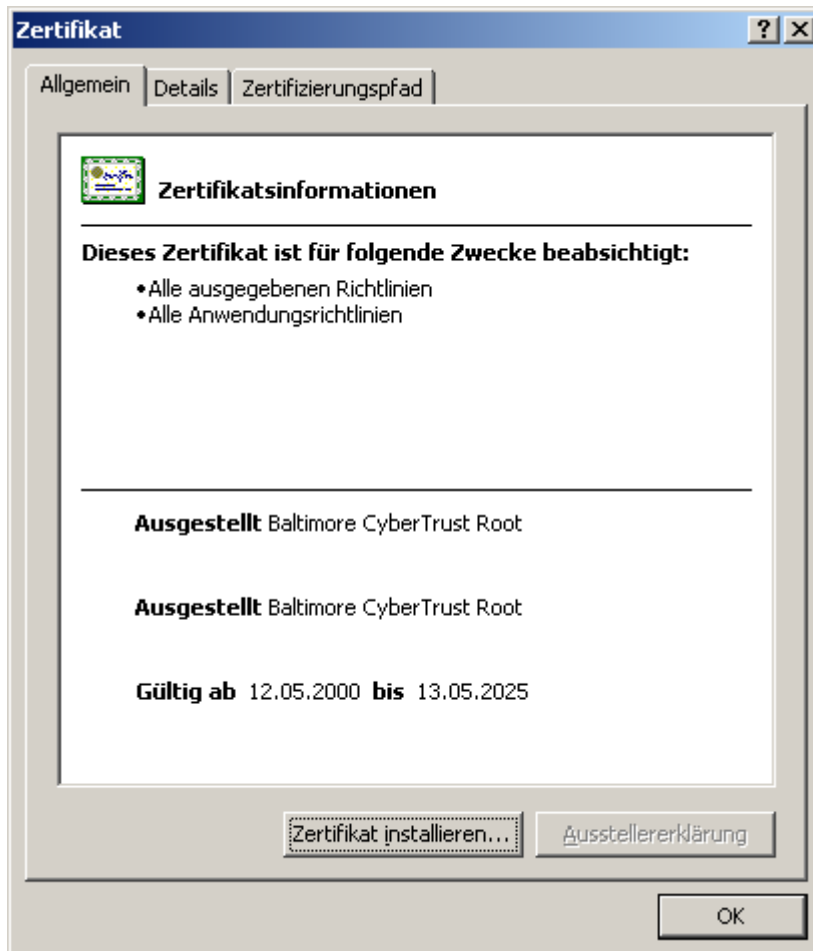 Zertifikat
Allgemein Details Zertifizierungspfad
Zertifikatsinformationen
Dieses Zertifikat ist für folgende Zwecke beabsichtigt:
•Alle ausgegebenen Richtlinien
•Alle Anwendungsrichtlinien
Ausgestellt Baltimore CyberTrust Root
Ausgestellt Baltimore CyberTrust Root
Gültig ab 12.05.2000 bis 13.05.2025
Zertifikat installieren... Ausstellererklärung
OK